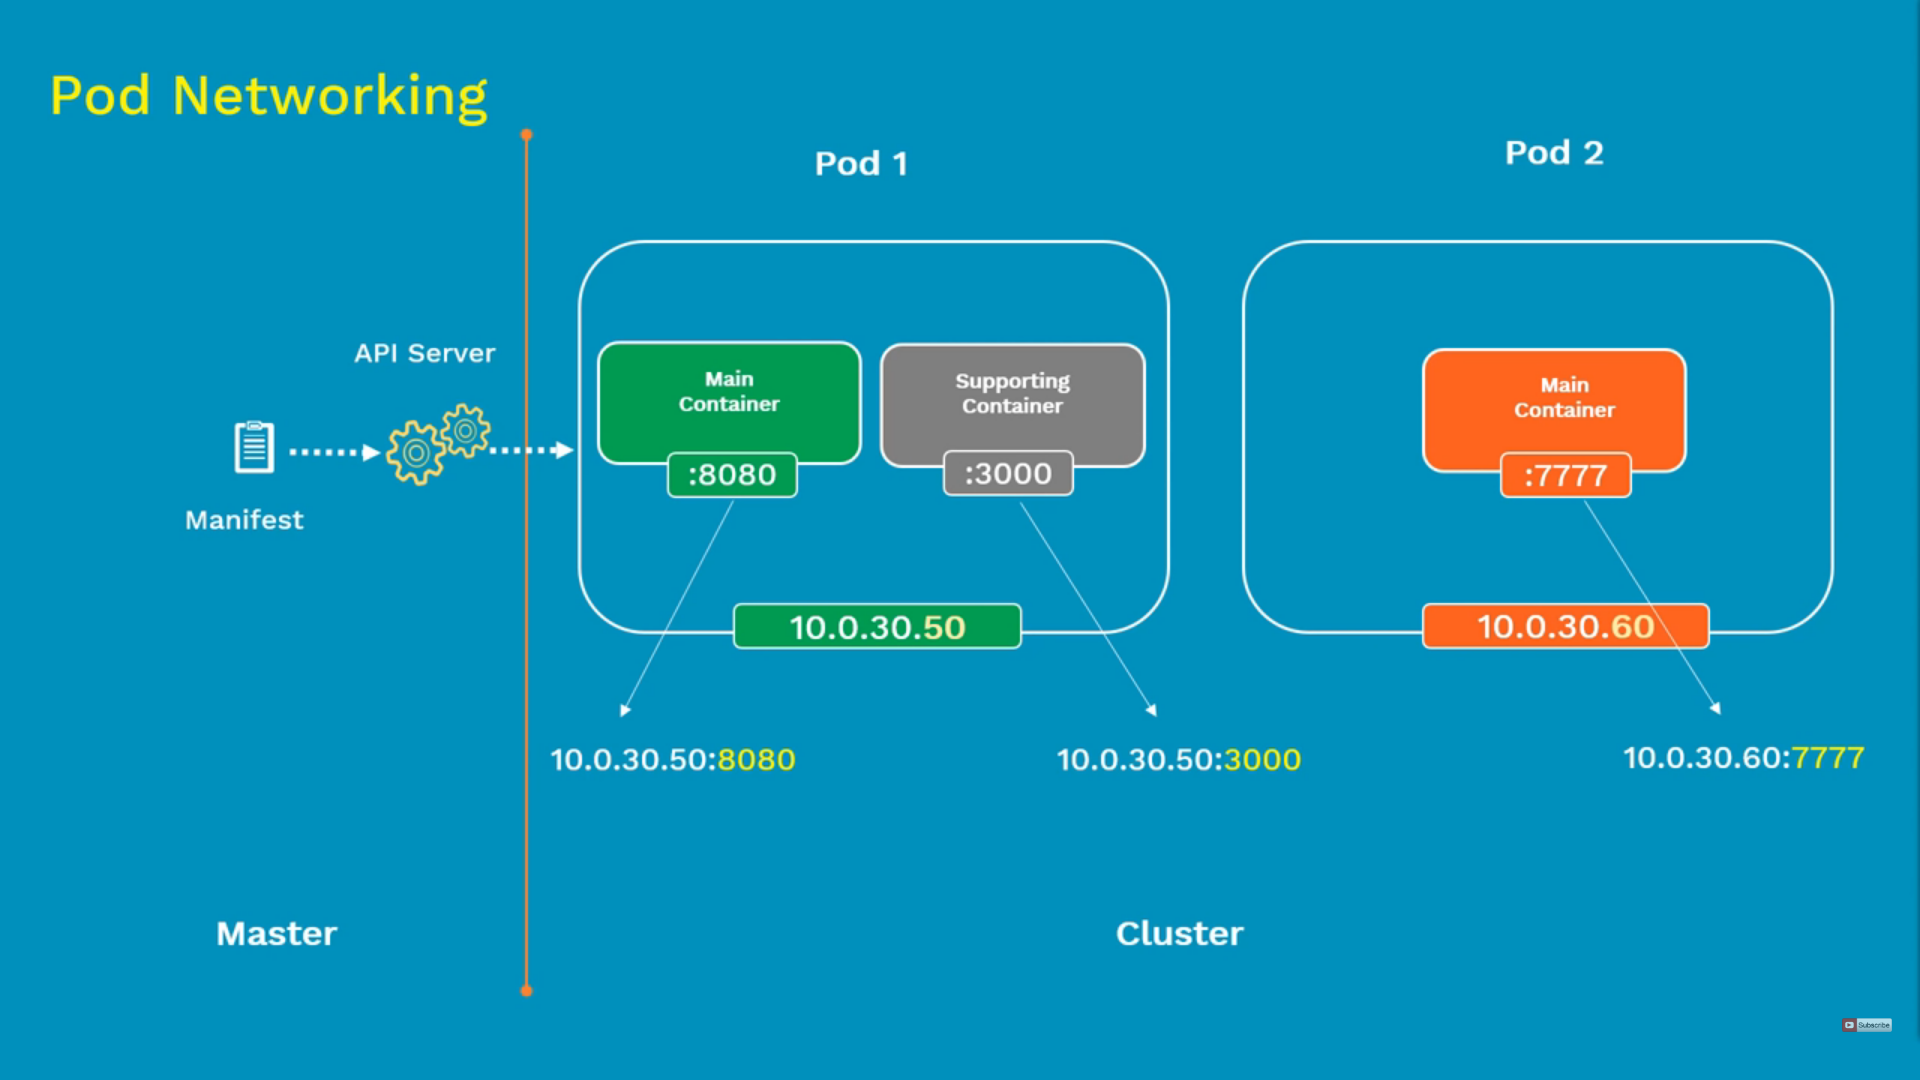 Pod Networking
Pod 1
Pod 2
API Server
Manifest
Main
Container
:8080
Supporting
Container
:3000
Main
Container
:7777
10.0.30.50
10.0.30.60
10.0.30.50:8080
10.0.30.50:3000
10.0.30.60:7777
Master
Cluster
Subscribe